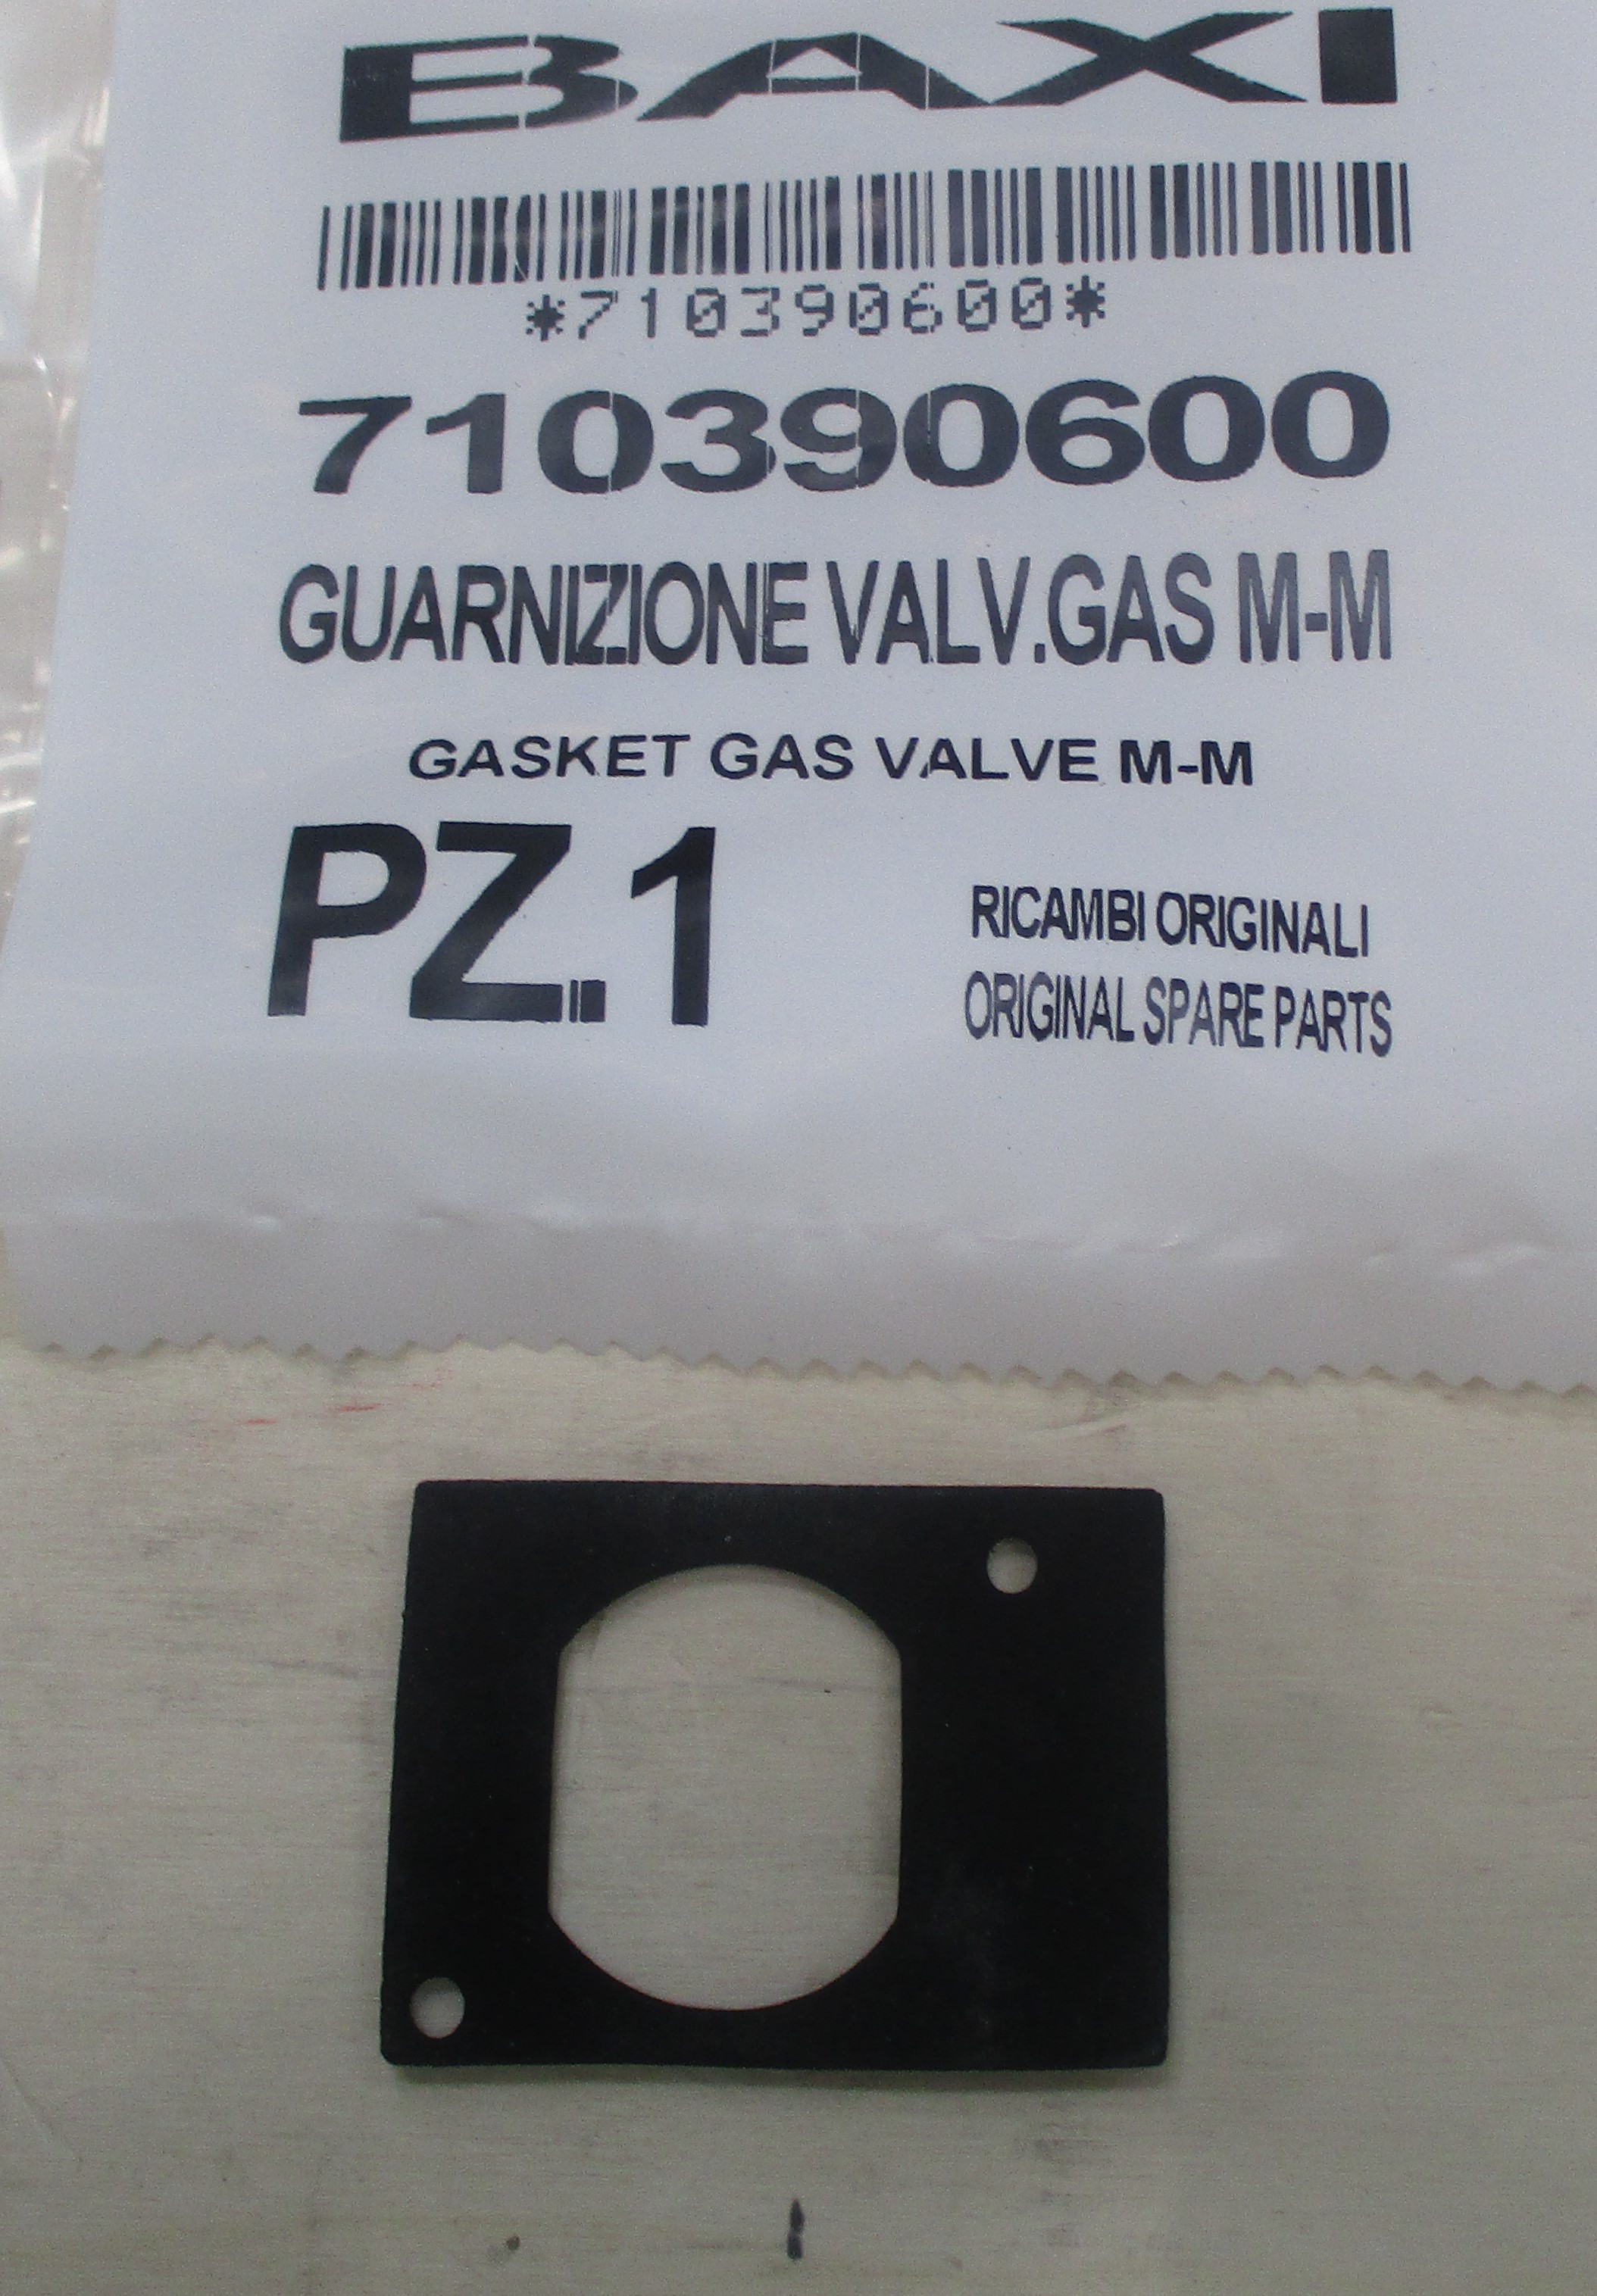 BAXI
*710390600*
710390600
GUARNIZIONE VALV.GAS M-M
GASKET GAS VALVE M-M
PZ.1
RICAMBI ORIGINALI
ORIGINAL SPARE PARTS